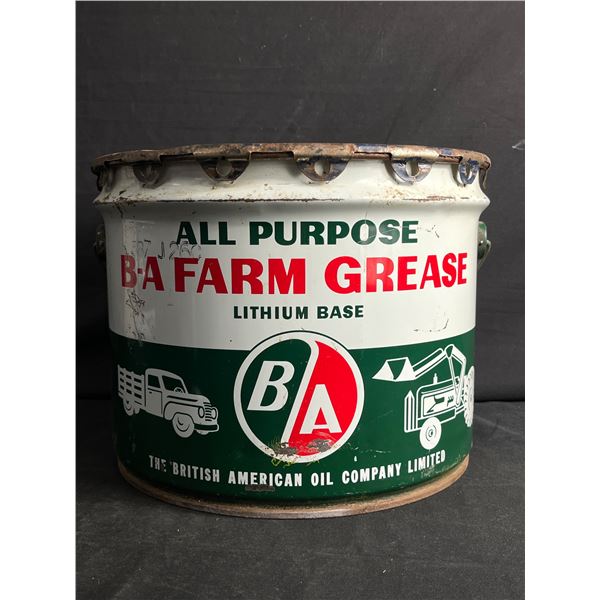 ALL PURPOSE
B-A FARM GREASE
LITHIUM BASE
B/A
THE BRITISH AMERICAN OIL COMPANY LIMITED